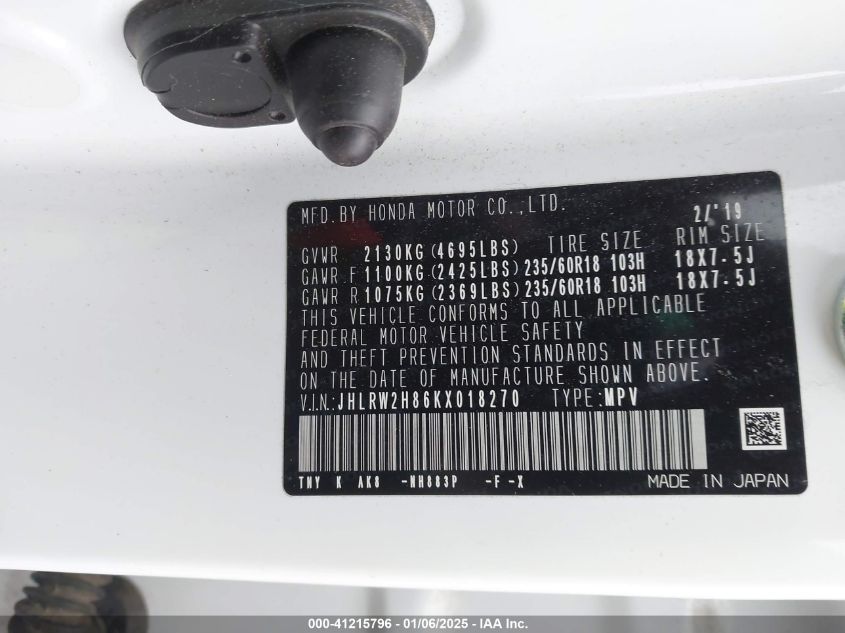 MFD. BY HONDA MOTOR CO., LTD. 2/'19
GVWR 2130KG (4695LBS) TIRE SIZE RIM SIZE
GAWR F 1100KG (2425LBS) 235/60R18 103H 18X7.5J
GAWR R 1075KG (2369LBS) 235/60R18 103H 18X7.5J
THIS VEHICLE CONFORMS TO ALL APPLICABLE
FEDERAL MOTOR VEHICLE SAFETY
AND THEFT PREVENTION STANDARDS IN EFFECT
ON THE DATE OF MANUFACTURE SHOWN ABOVE.
V.I.N.: JHLRW2H86KX018270 TYPE: MPV
TNY K AK8 -NH883P -F -X MADE IN JAPAN
000-41215796 - 01/06/2025 - IAA Inc.